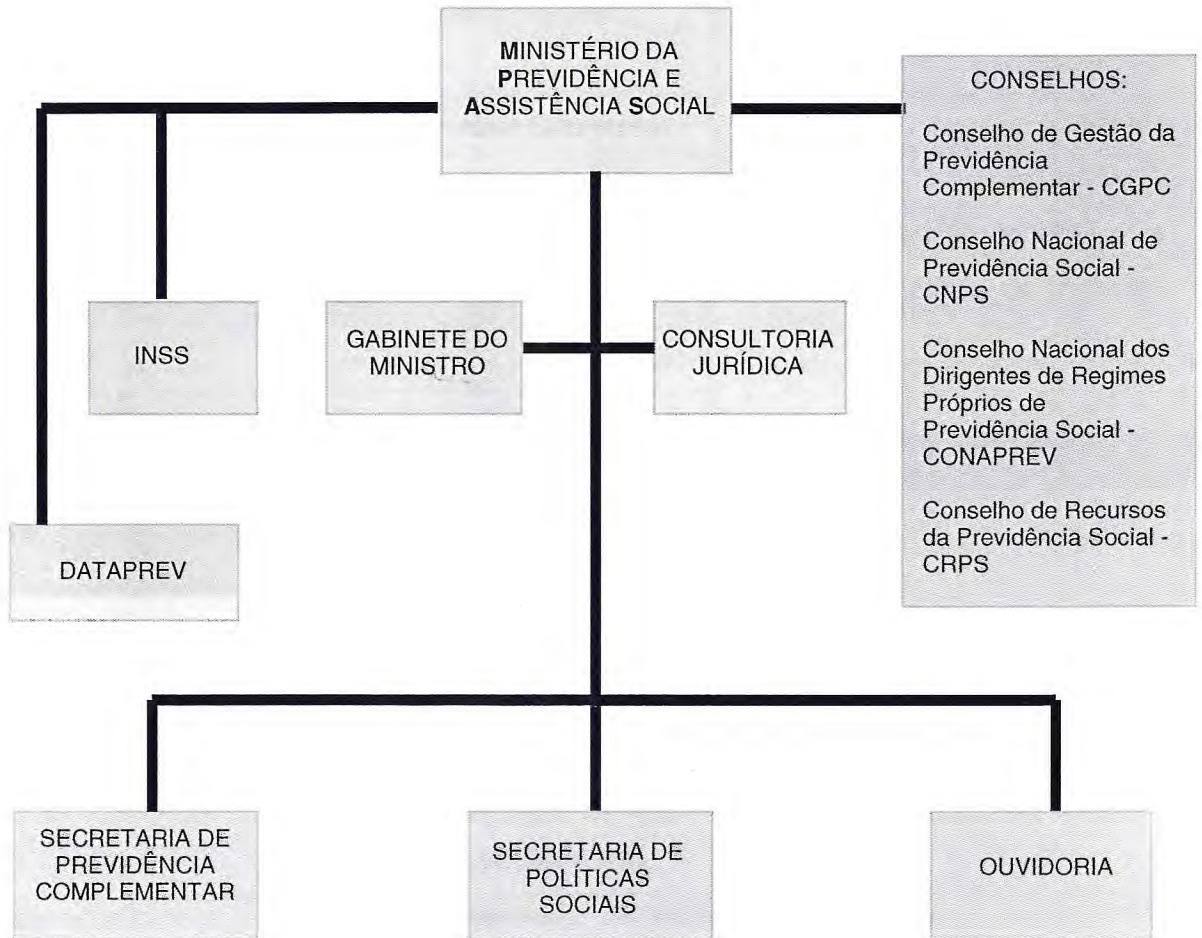 MINISTÉRIO DA
PREVIDÊNCIA E
ASSISTÊNCIA SOCIAL
CONSELHOS:
Conselho de Gestão da
Previdência
Complementar - CGPC
Conselho Nacional de
Previdência Social -
CNPS
Conselho Nacional dos
Dirigentes de Regimes
Próprios de
Previdência Social -
CONAPREV
Conselho de Recursos
da Previdência Social -
CRPS
INSS
GABINETE DO
MINISTRO
CONSULTORIA
JURÍDICA
DATAPREV
SECRETARIA DE
PREVIDÊNCIA
COMPLEMENTAR
SECRETARIA DE
POLÍTICAS
SOCIAIS
OUVIDORIA